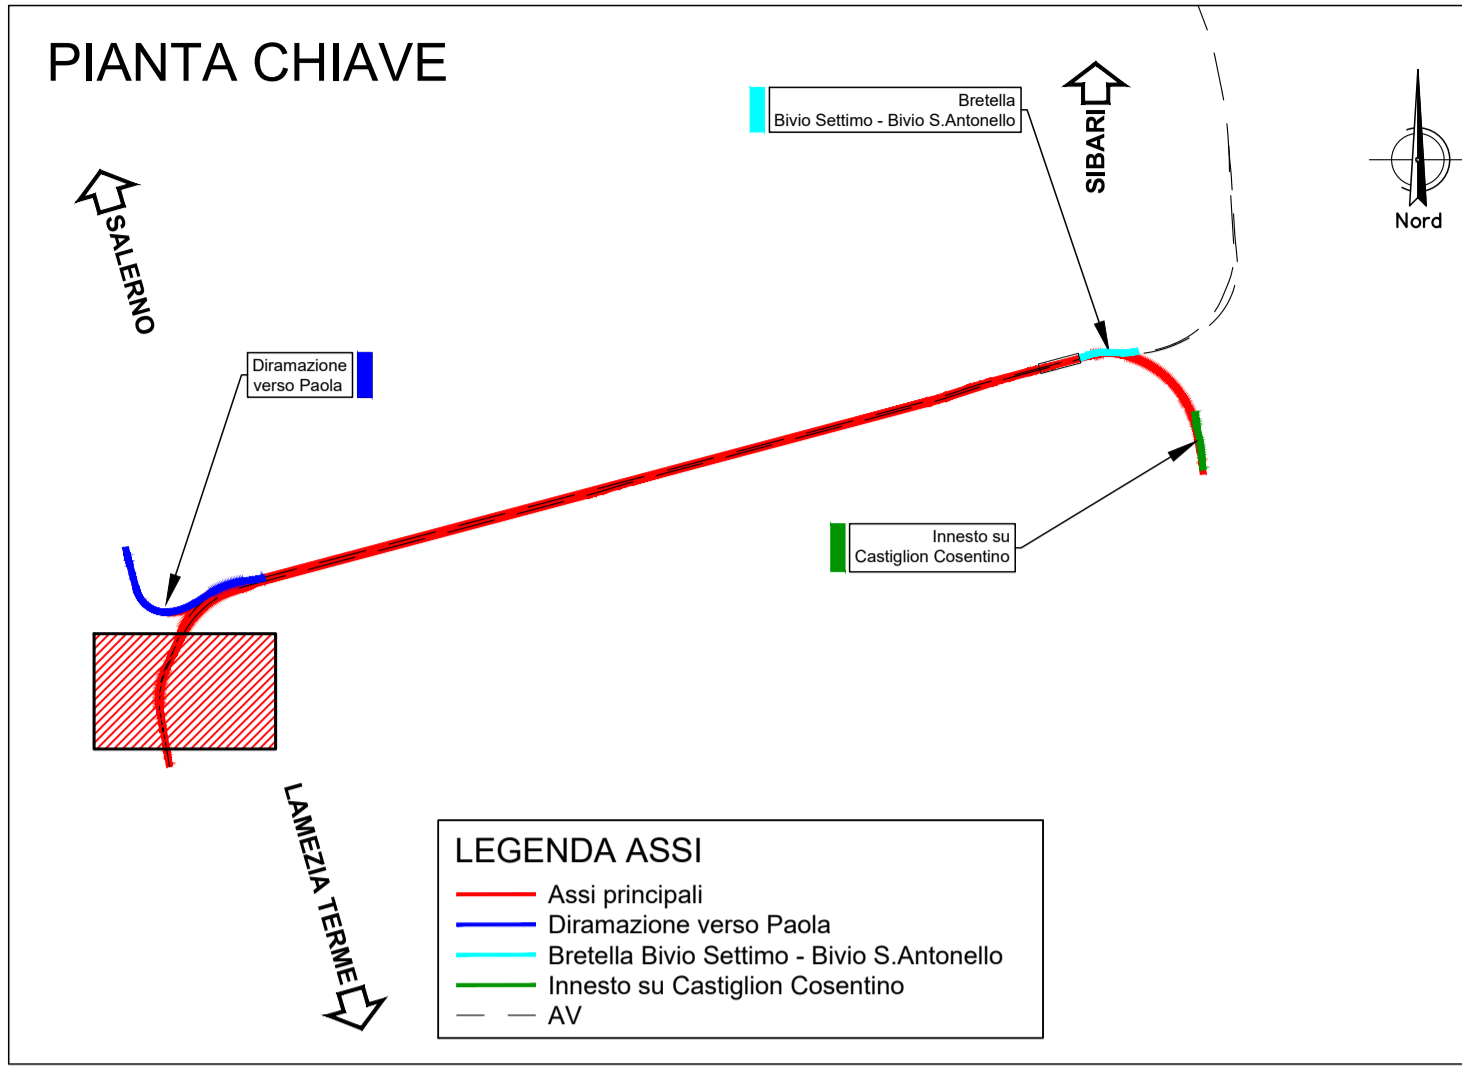 PIANTA CHIAVE
Bretella
Bivio Settimo - Bivio S.Antonello
SIBARI
Nord
SALERNO
Diramazione
verso Paola
Innesto su
Castiglion Cosentino
LAMEZIA TERME
LEGENDA ASSI
Assi principali
Diramazione verso Paola
Bretella Bivio Settimo - Bivio S.Antonello
Innesto su Castiglion Cosentino
AV